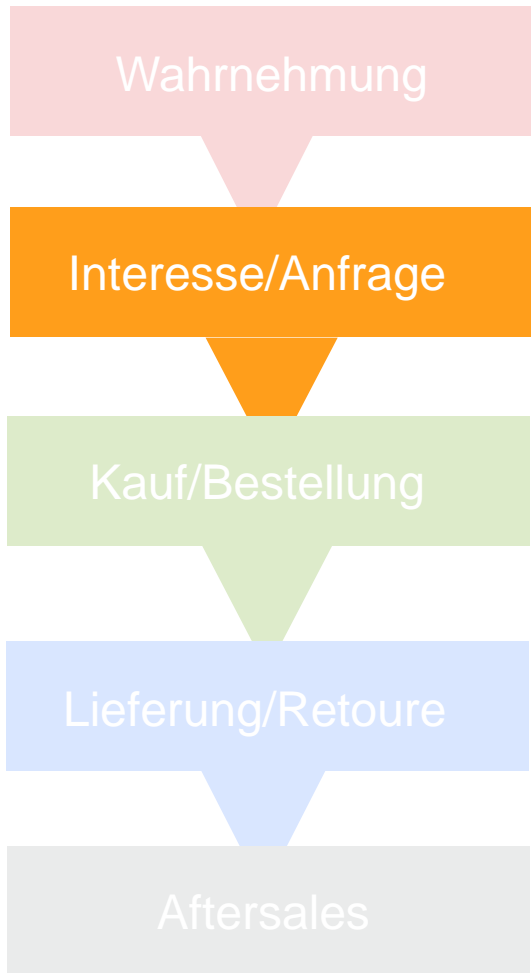 Wahrnehmung
Interesse/Anfrage
Kauf/Bestellung
Lieferung/Retoure
Aftersales